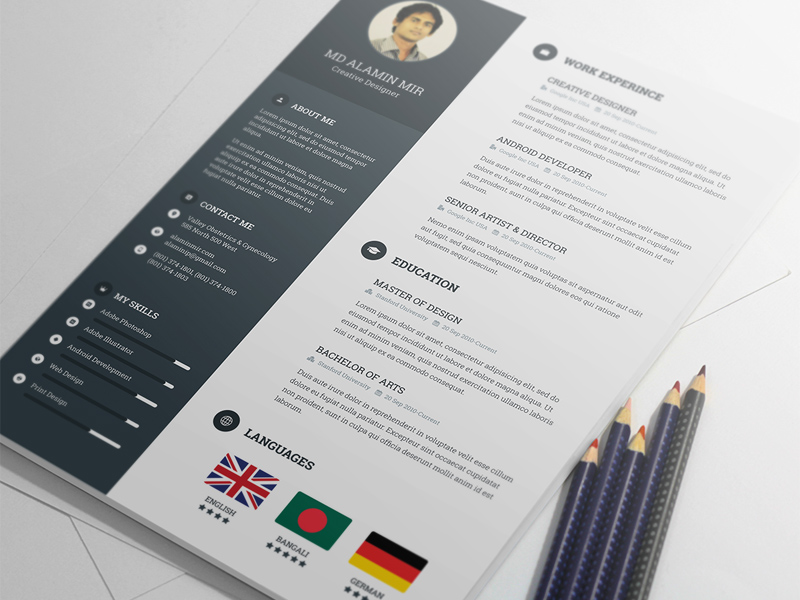 MD ALAMIN MIR
Creative Designer
ABOUT ME
Lorem ipsum dolor sit amet, consectetur
adipisicing elit, sed do eiusmod tempor
incididunt ut labore et dolore magna
aliqua
Ut enim ad minim veniam, quis nostrud
exercitation ullamco laboris nisi ut
aliquip ex ea commodo consequat. Duis
aute irure dolor in reprehenderit in
voluptate velit esse cillum dolore eu
fugiat nulla pariatur.
CONTACT ME
Valley Obstetrics & Gynecology
585 North 500 West
alaminmir.com
alaminip@gmail.com
(801) 374-1801, (801) 374-1800
(801) 374-1803
MY SKILLS
Adobe Photoshop
Adobe Illustrator
Android Development
Web Design
Print Design
WORK EXPERINCE
CREATIVE DESIGNER
Google Inc USA 20 Sep 2010-Current
Lorem ipsum dolor sit amet, consectetur adipisicing elit, sed do
eiusmod tempor incididunt ut labore et dolore magna aliqua. Ut
enim ad minim veniam, quis nostrud exercitation ullamco laboris
nisi ut aliquip ex ea commodo consequat.
ANDROID DEVELOPER
Google Inc USA 20 Sep 2010-Current
Duis aute irure dolor in reprehenderit in voluptate velit esse cillum
dolore eu fugiat nulla pariatur. Excepteur sint occaecat cupidatat
non proident, sunt in culpa qui officia deserunt mollit anim id est
laborum.
SENIOR ARTIST & DIRECTOR
Google Inc USA 20 Sep 2010-Current
Nemo enim ipsam voluptatem quia voluptas sit aspernatur aut odit
aut fugit, sed quia consequuntur magni dolores eos qui ratione
voluptatem sequi nesciunt.
EDUCATION
MASTER OF DESIGN
Stanford University 20 Sep 2010-Current
Lorem ipsum dolor sit amet, consectetur adipisicing elit, sed do
eiusmod tempor incididunt ut labore et dolore magna aliqua. Ut
enim ad minim veniam, quis nostrud exercitation ullamco laboris
nisi ut aliquip ex ea commodo consequat.
BACHELOR OF ARTS
Stanford University 20 Sep 2010-Current
Duis aute irure dolor in reprehenderit in voluptate velit esse cillum
dolore eu fugiat nulla pariatur. Excepteur sint occaecat cupidatat
non proident, sunt in culpa qui officia deserunt mollit anim id est
laborum.
LANGUAGES
ENGLISH
BANGALI
GERMAN